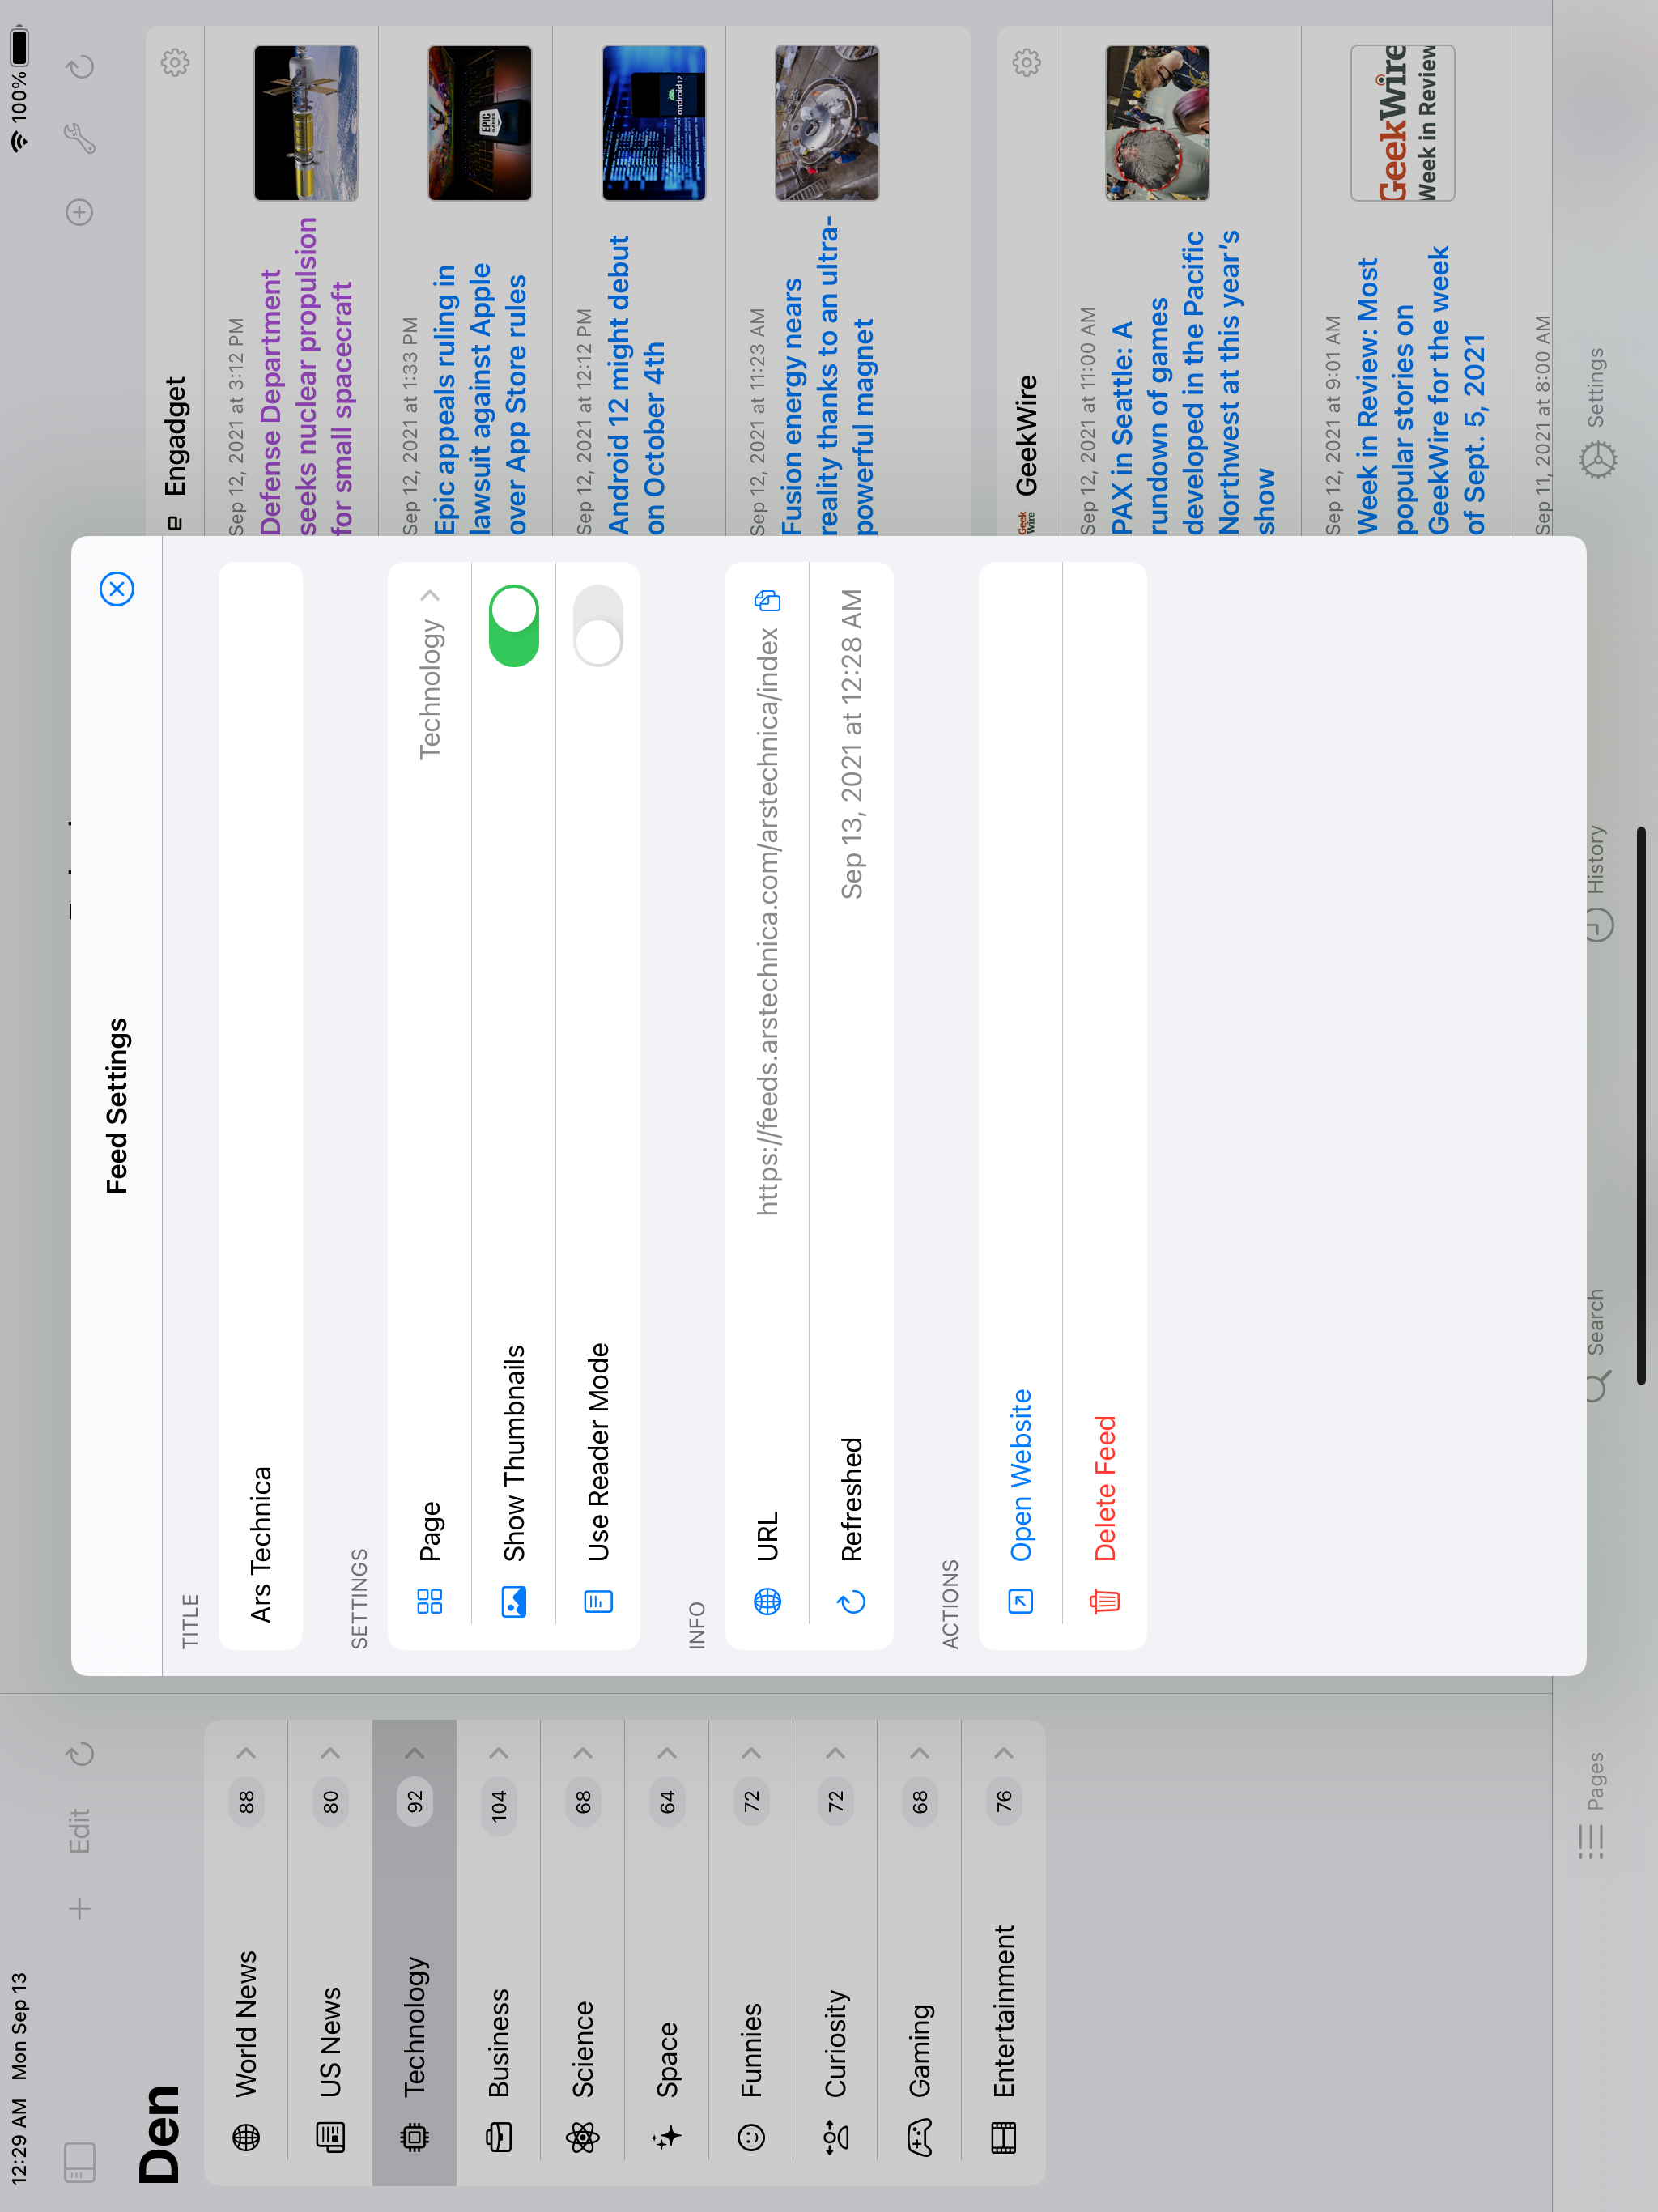 12:29 AM Mon Sep 13
100%
Edit
Den
World News 88
US News 80
Technology 92
Business 104
Science 68
Space 64
Funnies 72
Curiosity 72
Gaming 68
Entertainment 76
Feed Settings
TITLE
Ars Technica
SETTINGS
Page Technology
Show Thumbnails
Use Reader Mode
INFO
URL https://feeds.arstechnica.com/arstechnica/index
Refreshed Sep 13, 2021 at 12:28 AM
ACTIONS
Open Website
Delete Feed
e Engadget
Sep 12, 2021 at 3:12 PM
Defense Department
seeks nuclear propulsion
for small spacecraft
Sep 12, 2021 at 1:33 PM
Epic appeals ruling in
lawsuit against Apple
over App Store rules
EPIC
GAMES
Sep 12, 2021 at 12:12 PM
Android 12 might debut
on October 4th
android 12
Sep 12, 2021 at 11:23 AM
Fusion energy nears
reality thanks to an ultra-
powerful magnet
Geek
Wire
GeekWire
Sep 12, 2021 at 11:00 AM
PAX in Seattle: A
rundown of games
developed in the Pacific
Northwest at this year's
show
Sep 12, 2021 at 9:01 AM
Week in Review: Most
popular stories on
GeekWire for the week
of Sept. 5, 2021
GeekWire
Week in Review
Sep 11, 2021 at 8:00 AM
Pages
Search
History
Settings